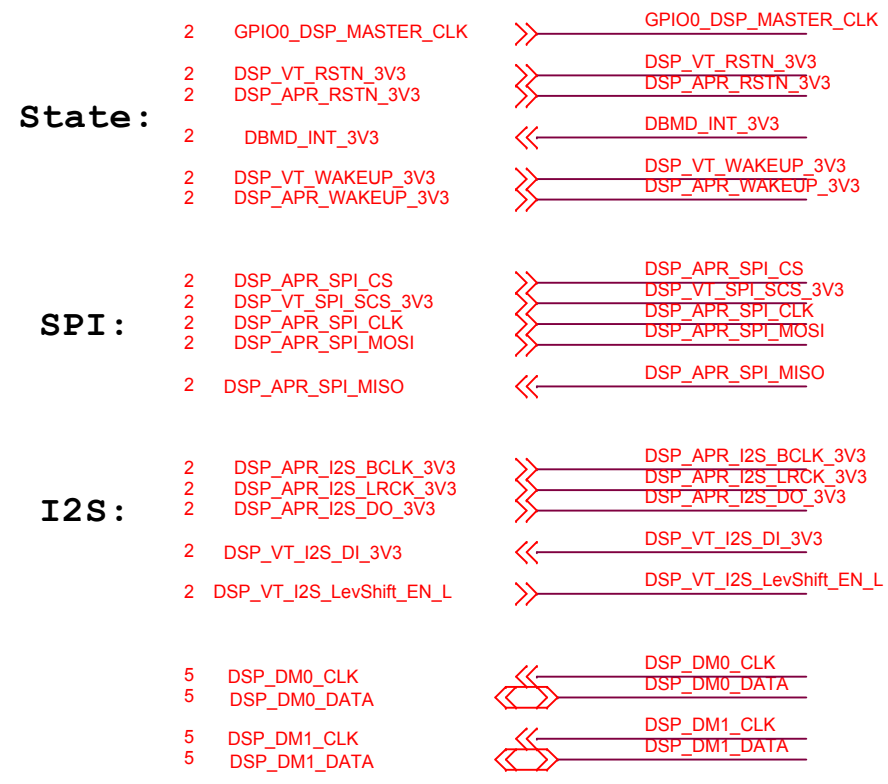 2 GPIO0_DSP_MASTER_CLK GPIO0_DSP_MASTER_CLK
2 DSP_VT_RSTN_3V3 DSP_VT_RSTN_3V3
2 DSP_APR_RSTN_3V3 DSP_APR_RSTN_3V3
State:
2 DBMD_INT_3V3 DBMD_INT_3V3
2 DSP_VT_WAKEUP_3V3 DSP_VT_WAKEUP_3V3
2 DSP_APR_WAKEUP_3V3 DSP_APR_WAKEUP_3V3
2 DSP_APR_SPI_CS DSP_APR_SPI_CS
2 DSP_VT_SPI_SCS_3V3 DSP_VT_SPI_SCS_3V3
SPI:
2 DSP_APR_SPI_CLK DSP_APR_SPI_CLK
2 DSP_APR_SPI_MOSI DSP_APR_SPI_MOSI
2 DSP_APR_SPI_MISO DSP_APR_SPI_MISO
2 DSP_APR_I2S_BCLK_3V3 DSP_APR_I2S_BCLK_3V3
2 DSP_APR_I2S_LRCK_3V3 DSP_APR_I2S_LRCK_3V3
I2S:
2 DSP_APR_I2S_DO_3V3 DSP_APR_I2S_DO_3V3
2 DSP_VT_I2S_DI_3V3 DSP_VT_I2S_DI_3V3
2 DSP_VT_I2S_LevShift_EN_L DSP_VT_I2S_LevShift_EN_L
5 DSP_DM0_CLK DSP_DM0_CLK
5 DSP_DM0_DATA DSP_DM0_DATA
5 DSP_DM1_CLK DSP_DM1_CLK
5 DSP_DM1_DATA DSP_DM1_DATA